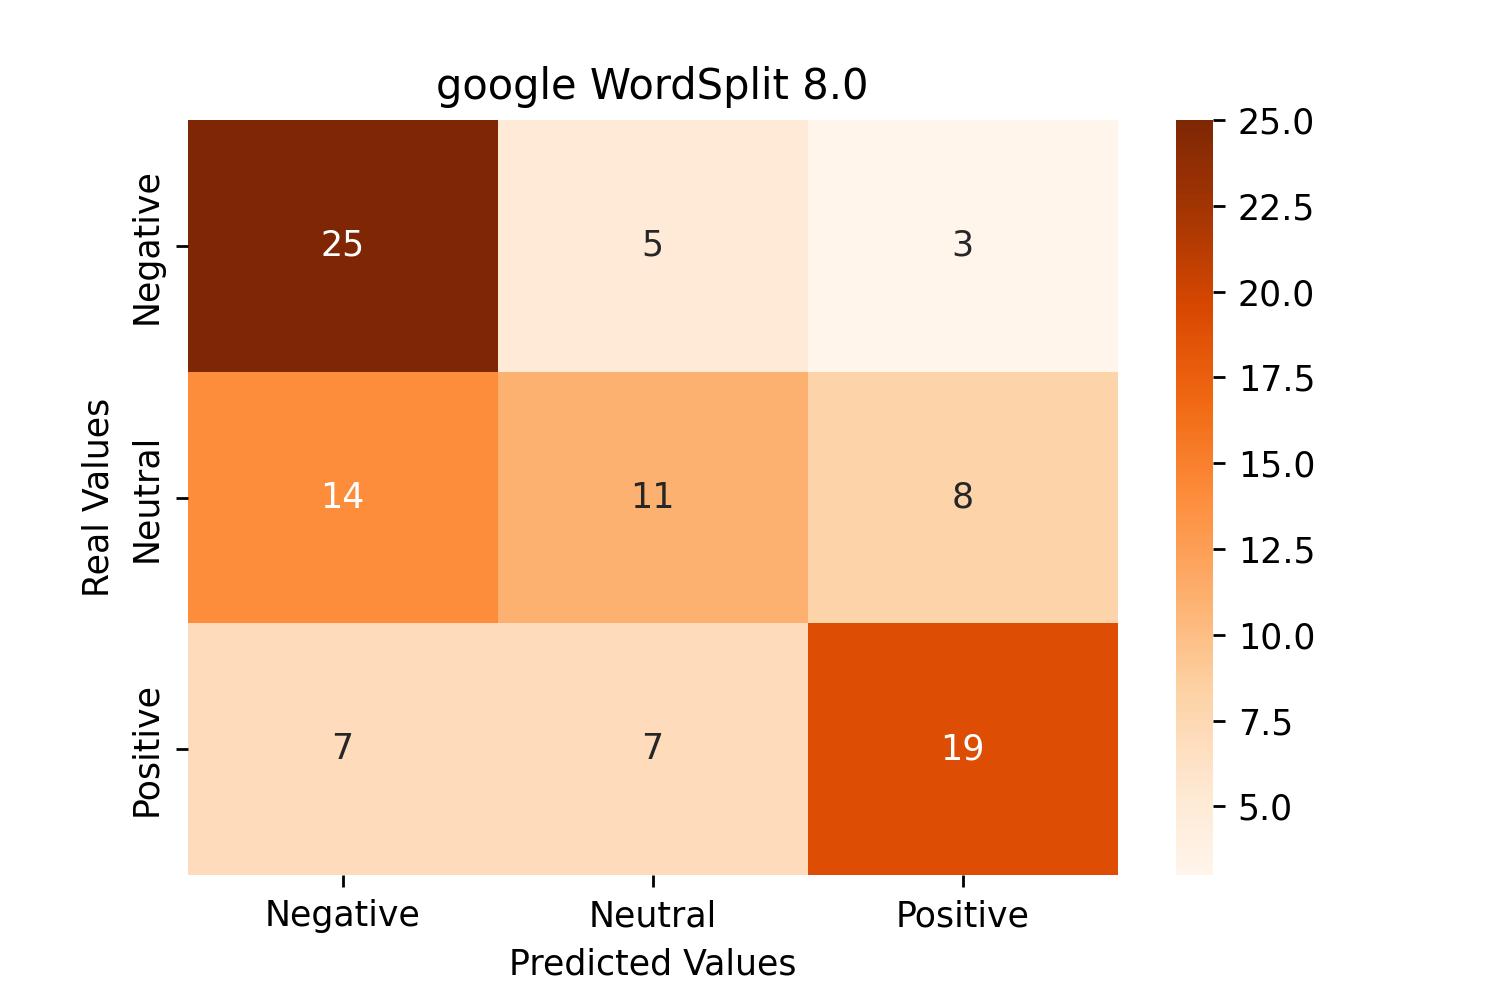 google WordSplit 8.0
Real Values
Negative
25 5 3
Neutral
14 11 8
Positive
7 7 19
Negative Neutral Positive
Predicted Values
25.0
22.5
20.0
17.5
15.0
12.5
10.0
7.5
5.0